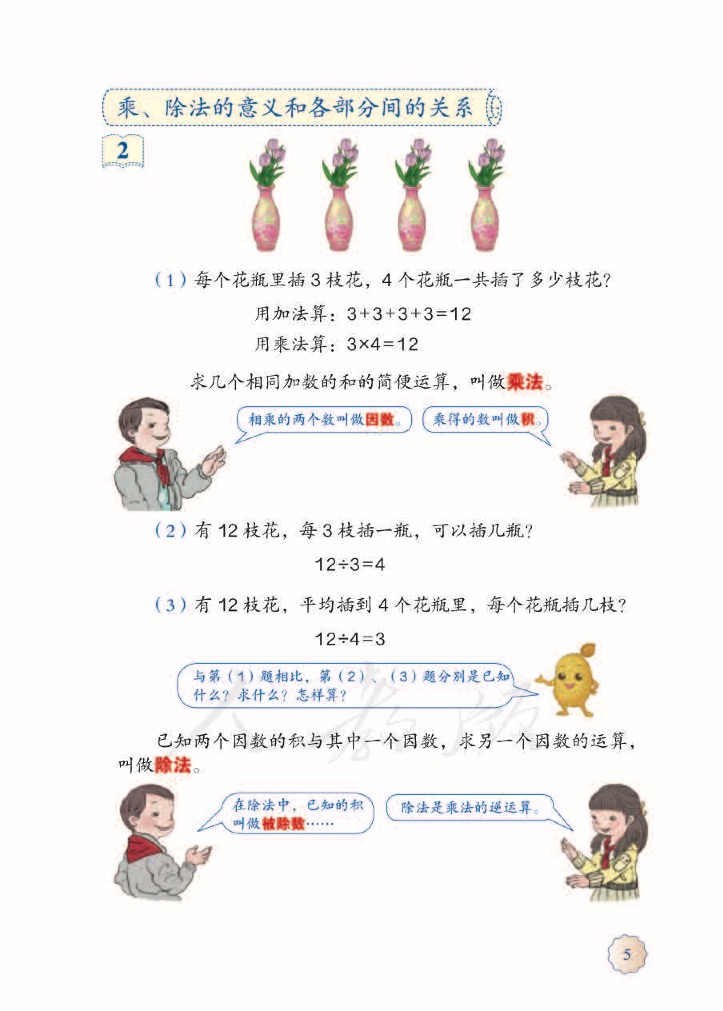 乘、除法的意义和各部分间的关系
2
（1）每个花瓶里插3枝花，4个花瓶一共插了多少枝花？
用加法算：3+3+3+3=12
用乘法算：3×4=12
求几个相同加数的和的简便运算，叫做乘法。
相乘的两个数叫做因数。
乘得的数叫做积。
（2）有12枝花，每3枝插一瓶，可以插几瓶？
12÷3=4
（3）有12枝花，平均插到4个花瓶里，每个花瓶插几枝？
12÷4=3
与第（1）题相比，第（2）、（3）题分别是已知
什么？求什么？怎样算？
已知两个因数的积与其中一个因数，求另一个因数的运算，
叫做除法。
在除法中，已知的积
叫做被除数……
除法是乘法的逆运算。
5